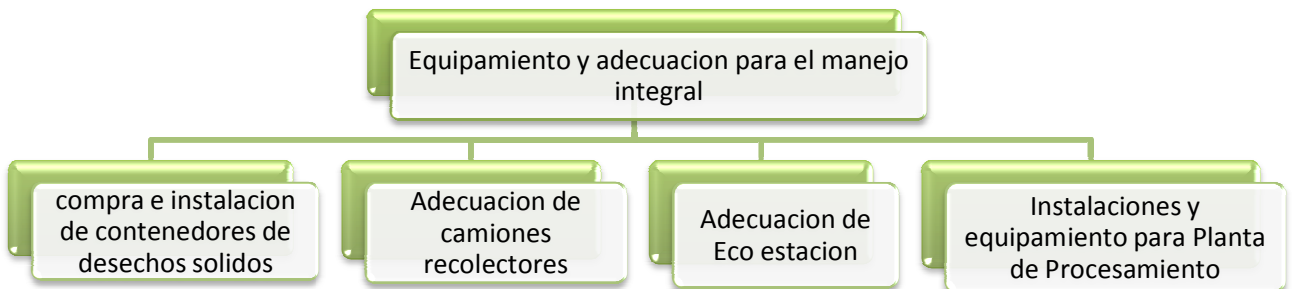 Equipamiento y adecuacion para el manejo
integral
compra e instalacion
de contenedores de
desechos solidos
Adecuacion de
camiones
recolectores
Adecuacion de
Eco estacion
Instalaciones y
equipamiento para Planta
de Procesamiento